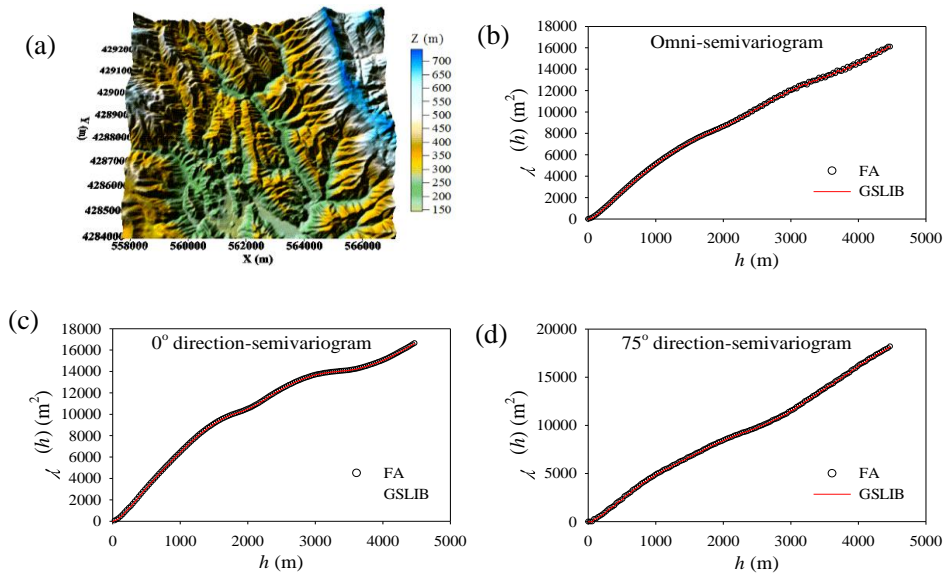 (a)
Z (m)
700
650
600
550
500
450
400
350
300
250
200
150
Y (m)
429200
429100
429000
428900
428800
428700
428600
428500
428400
558000 560000 562000 564000 566000
X (m)
(b)
Omni-semivariogram
18000
16000
14000
12000
10000
8000
6000
4000
2000
0
(h) (m²)
FA
GSLIB
0 1000 2000 3000 4000 5000
h (m)
(c)
0° direction-semivariogram
18000
16000
14000
12000
10000
8000
6000
4000
2000
0
(h) (m²)
FA
GSLIB
0 1000 2000 3000 4000 5000
h (m)
(d)
75° direction-semivariogram
20000
15000
10000
5000
0
(h) (m²)
FA
GSLIB
0 1000 2000 3000 4000 5000
h (m)